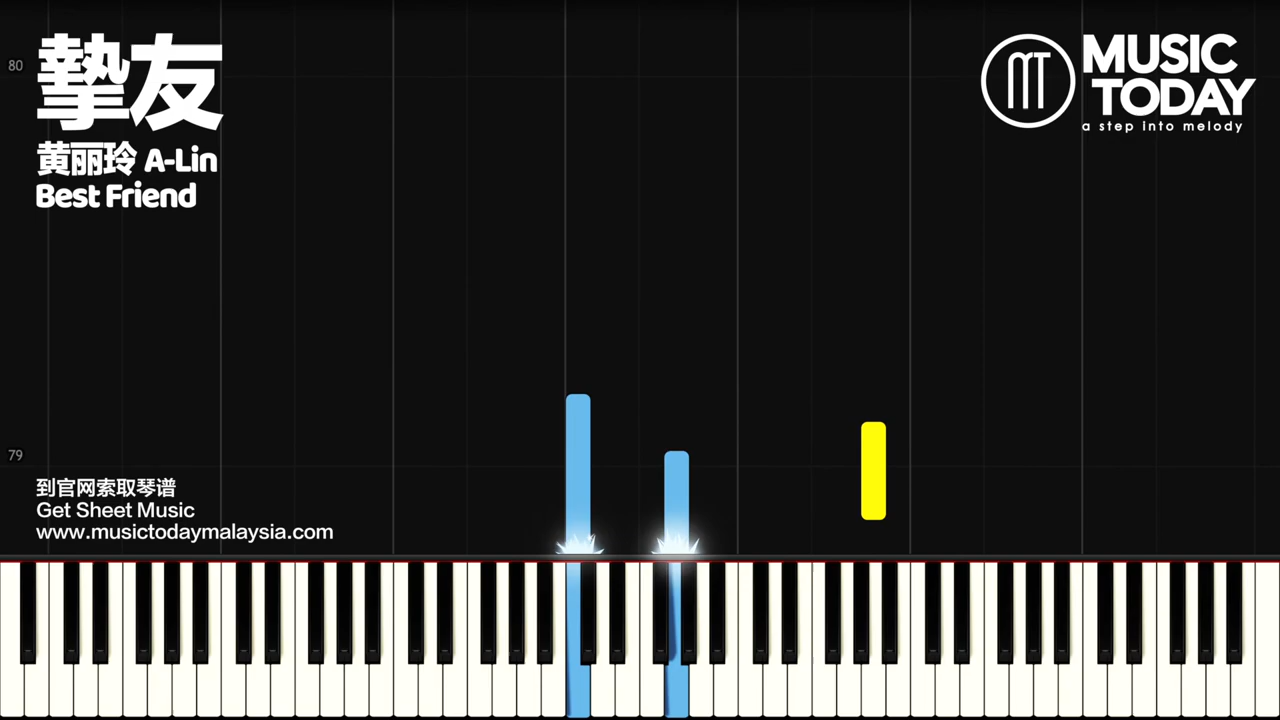 80
挚友
黄丽玲 A-Lin
Best Friend
MT
MUSIC
TODAY
a step into melody
79
到官网索取琴谱
Get Sheet Music
www.musictodaymalaysia.com